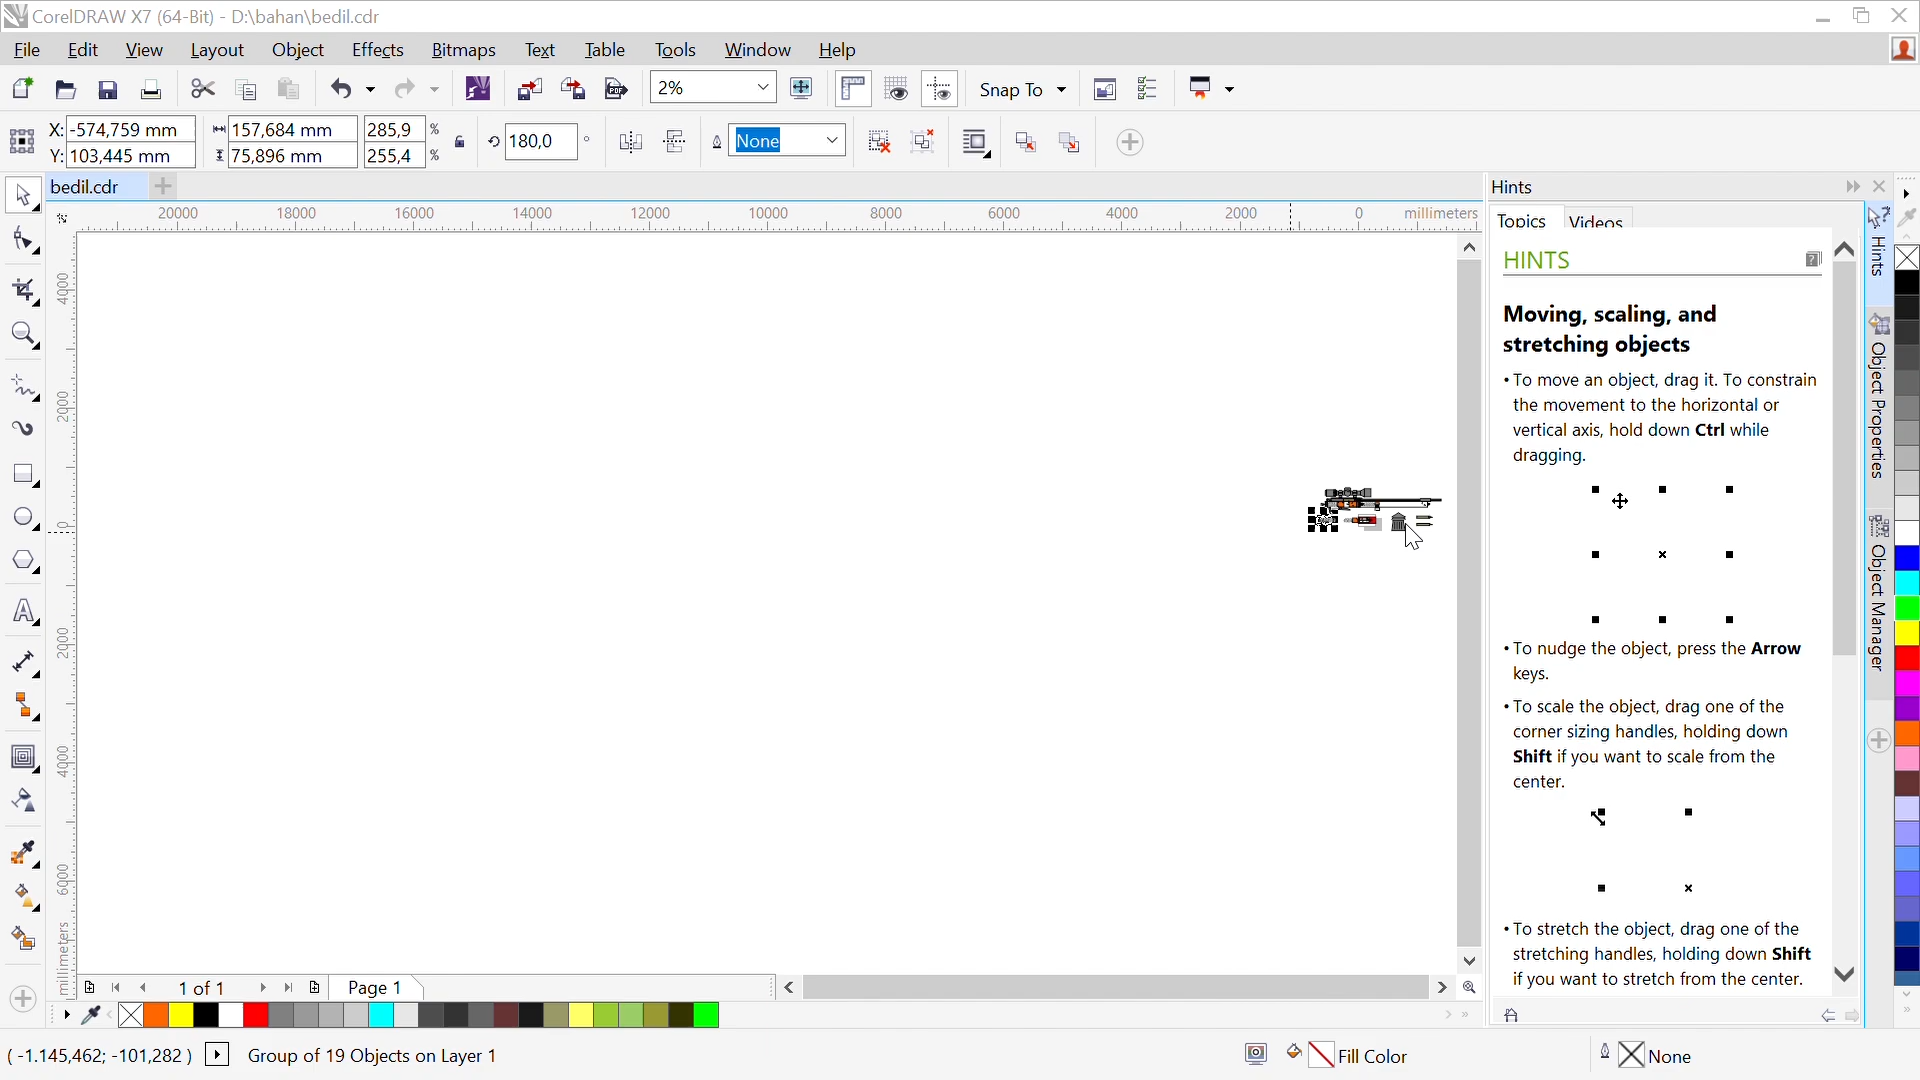 CorelDRAW X7 (64-Bit) - D:\bahan\bedil.cdr
File Edit View Layout Object Effects Bitmaps Text Table Tools Window Help
PDF 2% Snap To
X: -574,759 mm 157,684 mm 285,9 % 180,0 ° None
Y: 103,445 mm 75,896 mm 255,4 %
bedil.cdr
20000 18000 16000 14000 12000 10000 8000 6000 4000 2000 0 millimeters
4000
2000
0
2000
4000
6000
millimeters
Hints
Topics Videos
HINTS
Moving, scaling, and
stretching objects
• To move an object, drag it. To constrain
the movement to the horizontal or
vertical axis, hold down Ctrl while
dragging.
• To nudge the object, press the Arrow
keys.
• To scale the object, drag one of the
corner sizing handles, holding down
Shift if you want to scale from the
center.
• To stretch the object, drag one of the
stretching handles, holding down Shift
if you want to stretch from the center.
Hints
Object Properties
Object Manager
1 of 1 Page 1
( -1.145,462; -101,282 ) Group of 19 Objects on Layer 1 Fill Color None